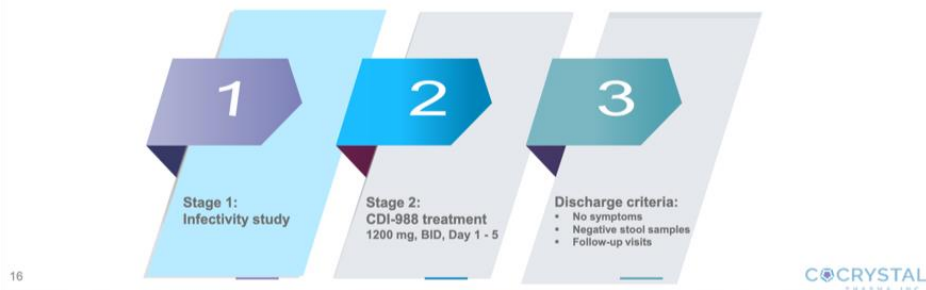 1
2
3
Stage 1:
Infectivity study
Stage 2:
CDI-988 treatment
1200 mg, BID, Day 1 - 5
Discharge criteria:
▪ No symptoms
▪ Negative stool samples
▪ Follow-up visits
16
COCRYSTAL
PHARMA, INC.